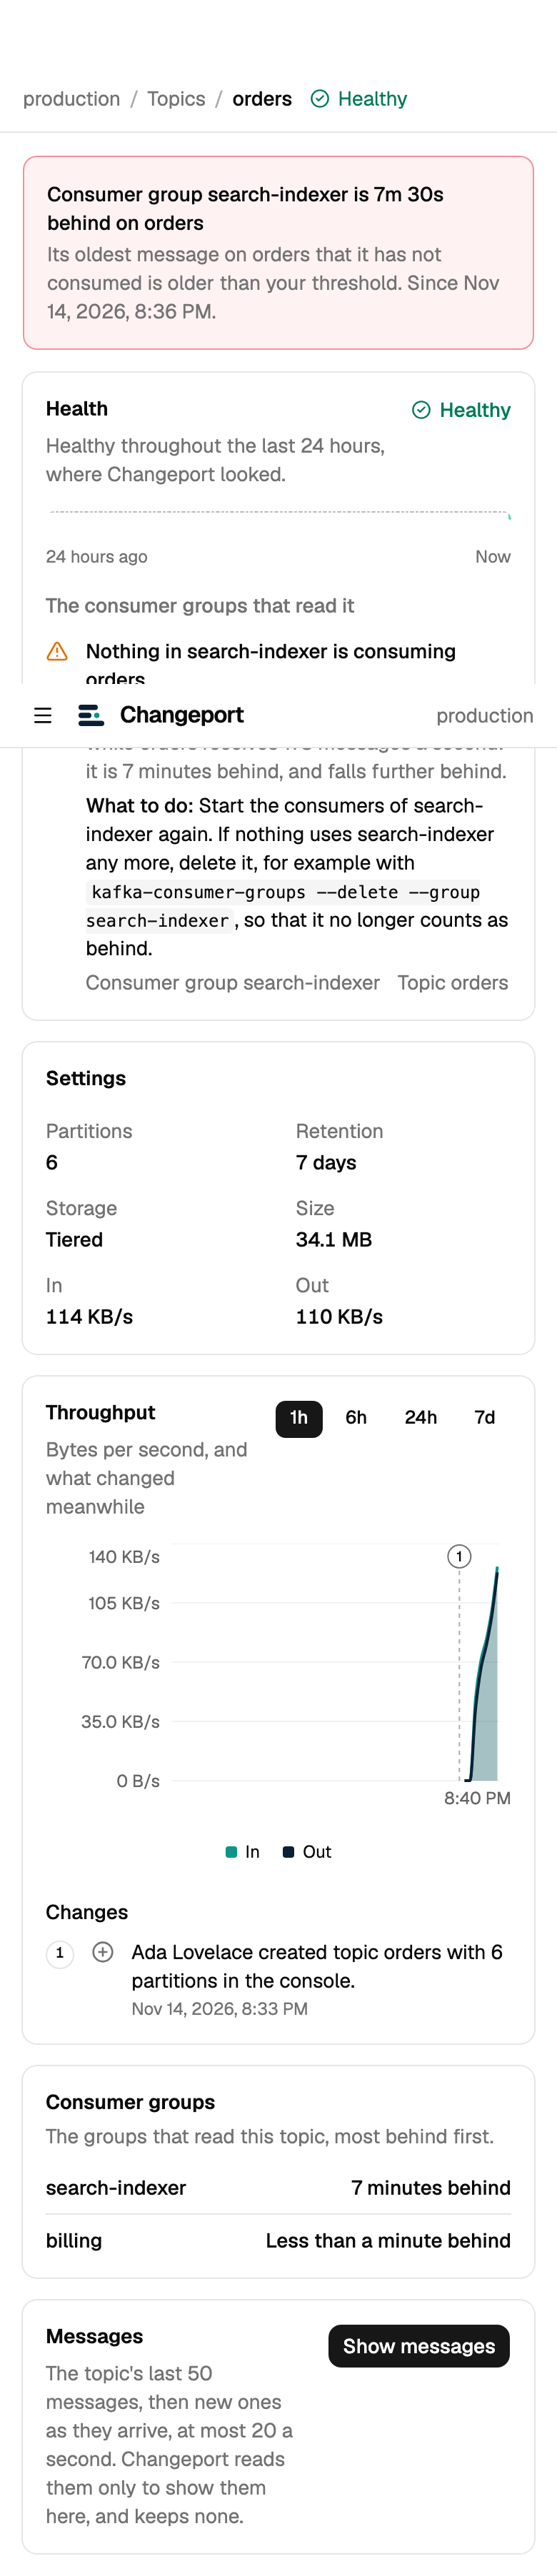 production / Topics / orders Healthy
Consumer group search-indexer is 7m 30s
behind on orders
Its oldest message on orders that it has not
consumed is older than your threshold. Since Nov
14, 2026, 8:36 PM.
Health Healthy
Healthy throughout the last 24 hours,
where Changeport looked.
24 hours ago Now
The consumer groups that read it
Nothing in search-indexer is consuming
orders
Changeport production
it is 7 minutes behind, and falls further behind.
What to do: Start the consumers of search-
indexer again. If nothing uses search-indexer
any more, delete it, for example with
kafka-consumer-groups --delete --group
search-indexer, so that it no longer counts as
behind.
Consumer group search-indexer Topic orders
Settings
Partitions Retention
6 7 days
Storage Size
Tiered 34.1 MB
In Out
114 KB/s 110 KB/s
Throughput 1h 6h 24h 7d
Bytes per second, and
what changed
meanwhile
140 KB/s 1
105 KB/s
70.0 KB/s
35.0 KB/s
0 B/s
8:40 PM
In Out
Changes
1 Ada Lovelace created topic orders with 6
partitions in the console.
Nov 14, 2026, 8:33 PM
Consumer groups
The groups that read this topic, most behind first.
search-indexer 7 minutes behind
billing Less than a minute behind
Messages Show messages
The topic's last 50
messages, then new ones
as they arrive, at most 20 a
second. Changeport reads
them only to show them
here, and keeps none.